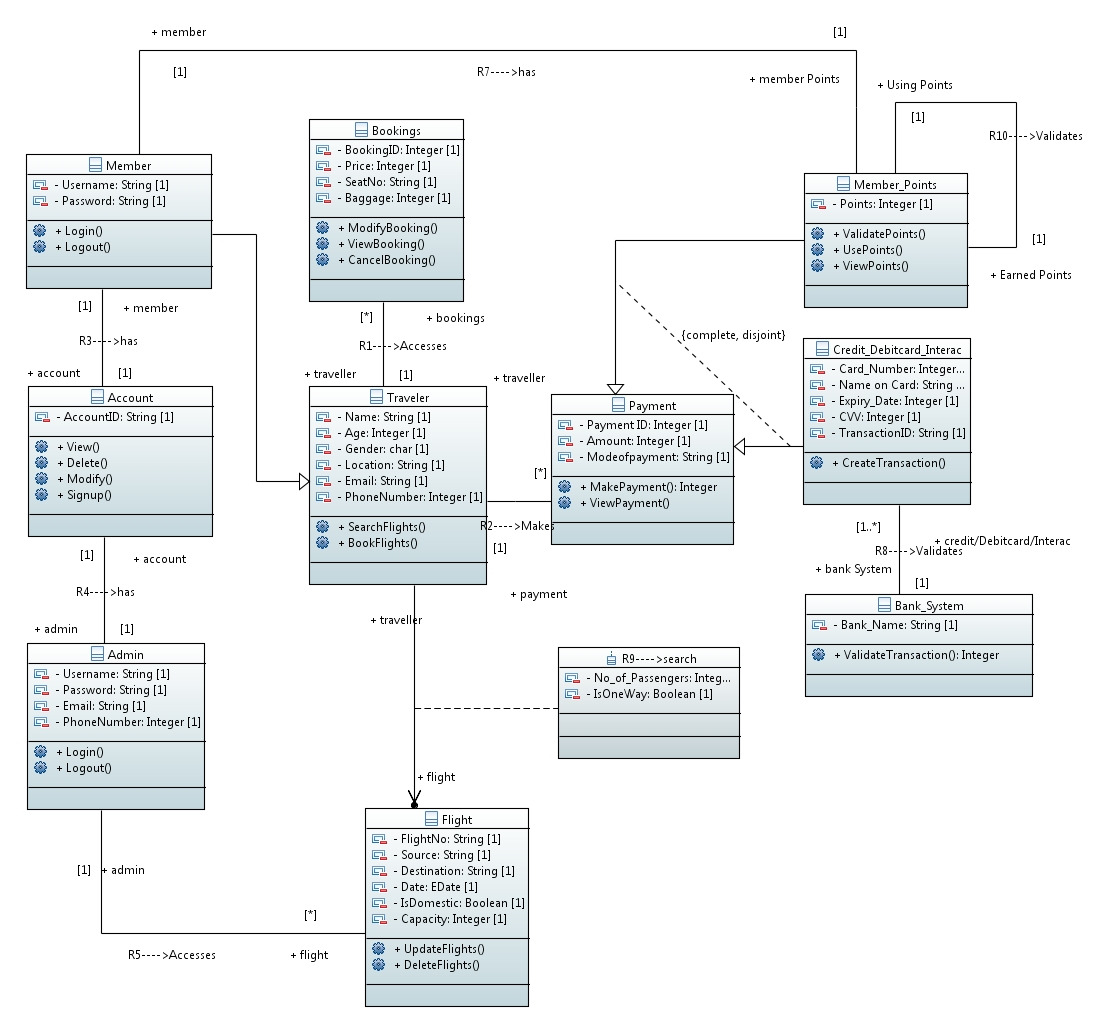 + member
[1]
[1]
R7---->has
+ member Points
+ Using Points
[1]
R10---->Validates
[1]
+ Earned Points
Member
- Username: String [1]
- Password: String [1]
+ Login()
+ Logout()
Bookings
- BookingID: Integer [1]
- Price: Integer [1]
- SeatNo: String [1]
- Baggage: Integer [1]
+ ModifyBooking()
+ ViewBooking()
+ CancelBooking()
Member_Points
- Points: Integer [1]
+ ValidatePoints()
+ UsePoints()
+ ViewPoints()
[1]
+ member
R3---->has
+ account
[1]
[*]
+ bookings
R1---->Accesses
+ traveller
[1]
+ traveller
{complete, disjoint}
Account
- AccountID: String [1]
+ View()
+ Delete()
+ Modify()
+ Signup()
Traveler
- Name: String [1]
- Age: Integer [1]
- Gender: char [1]
- Location: String [1]
- Email: String [1]
- PhoneNumber: Integer [1]
+ SearchFlights()
+ BookFlights()
Payment
- Payment ID: Integer [1]
- Amount: Integer [1]
- Modeofpayment: String [1]
+ MakePayment(): Integer
+ ViewPayment()
Credit_Debitcard_Interac
- Card_Number: Integer...
- Name on Card: String ...
- Expiry_Date: Integer [1]
- CVV: Integer [1]
- TransactionID: String [1]
+ CreateTransaction()
[*]
R2---->Makes
[1]
+ payment
[1..*]
+ credit/Debitcard/Interac
R8---->Validates
+ bank System
[1]
[1]
+ account
R4---->has
+ admin
[1]
+ traveller
Bank_System
- Bank_Name: String [1]
+ ValidateTransaction(): Integer
Admin
- Username: String [1]
- Password: String [1]
- Email: String [1]
- PhoneNumber: Integer [1]
+ Login()
+ Logout()
R9---->search
- No_of_Passengers: Integ...
- IsOneWay: Boolean [1]
+ flight
Flight
- FlightNo: String [1]
- Source: String [1]
- Destination: String [1]
- Date: EDate [1]
- IsDomestic: Boolean [1]
- Capacity: Integer [1]
+ UpdateFlights()
+ DeleteFlights()
[1]
+ admin
[*]
R5---->Accesses
+ flight